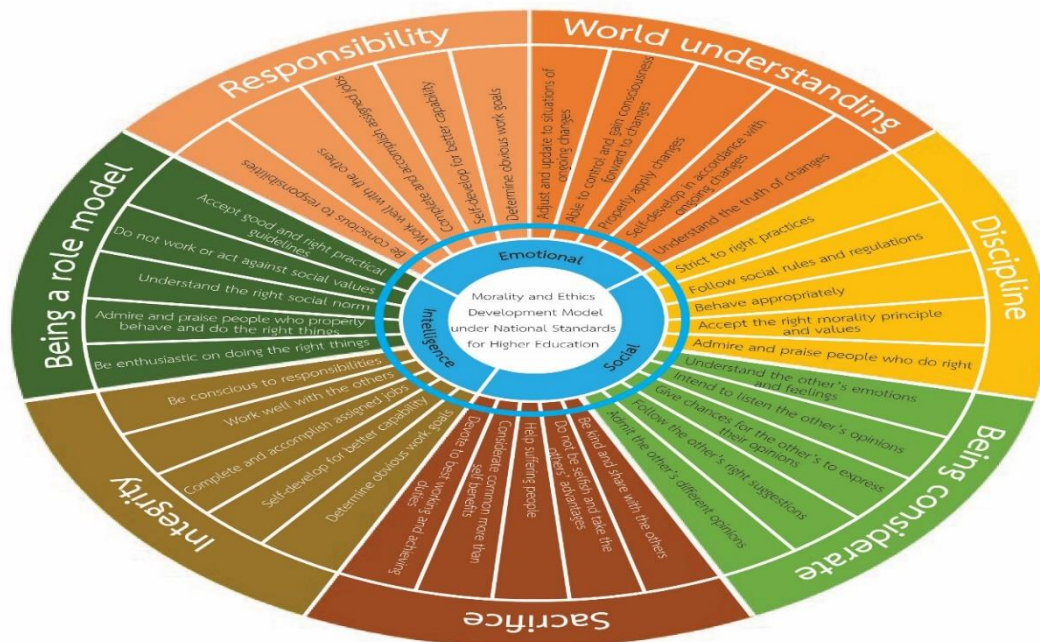 Morality and Ethics
Development Model
under National Standards
for Higher Education
Emotional
Social
Intelligence
World understanding
Adjust and update to situations of
ongoing changes
Able to control and gain consciousness
forward to changes
Properly apply changes
Self-develop in accordance with
ongoing changes
Understand the truth of changes
Discipline
Strict to right practices
Follow social rules and regulations
Behave appropriately
Accept the right morality principle
and values
Admire and praise people who do right
Being considerate
Understand the other's emotions
and feelings
Intend to listen the other's opinions
Give chances for the other's to express
their opinions
Follow the other's right suggestions
Admit the other's different opinions
Sacrifice
Be kind and share with the others
Do not be selfish and take the
others' advantages
Help suffering people
Considerate common more than
self benefits
Devote to best working and achieving
duties
Integrity
Determine obvious work goals
Self-develop for better capability
Complete and accomplish assigned jobs
Work well with the others
Be conscious to responsibilities
Being a role model
Be enthusiastic on doing the right things
Admire and praise people who properly
behave and do the right things
Understand the right social norm
Do not work or act against social values
Accept good and right practical
guidelines
Responsibility
Be conscious to responsibilities
Work well with the others
Complete and accomplish assigned jobs
Self-develop for better capability
Determine obvious work goals